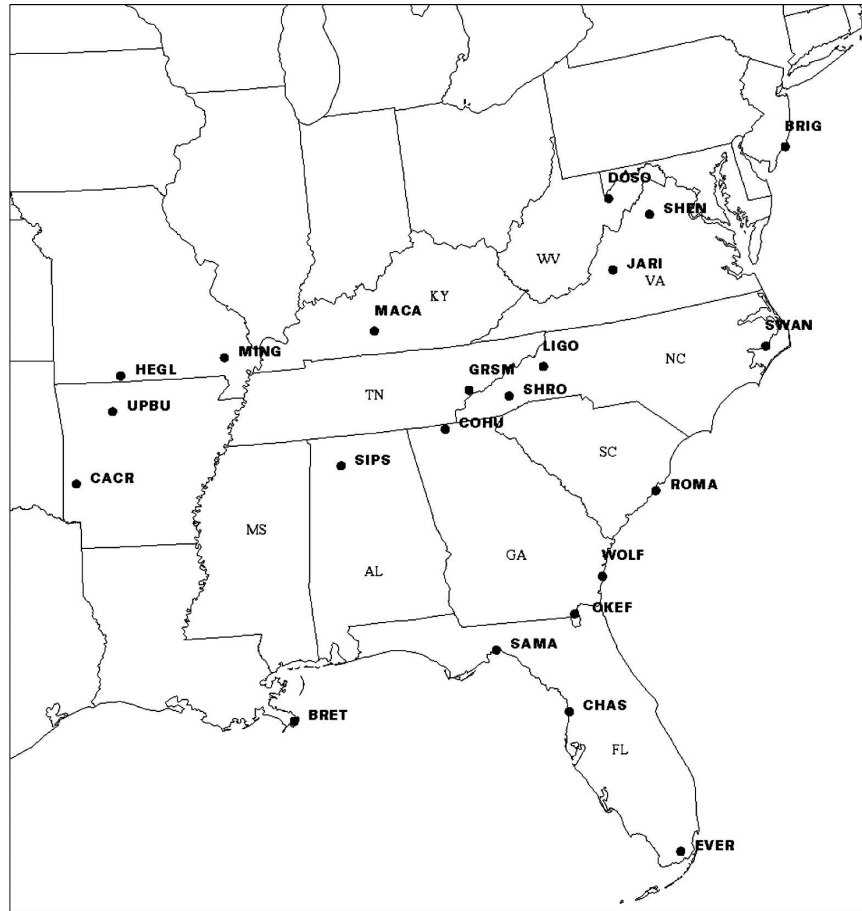 BRIG
DOSO
SHEN
WV
JARI
VA
KY
MACA
SWAN
MING
LIGO
NC
HEGL
GRSM
TN
SHRO
UPBU
COHU
SC
SIPS
CACR
ROMA
MS
GA
WOLF
AL
OKEF
SAMA
CHAS
BRET
FL
EVER